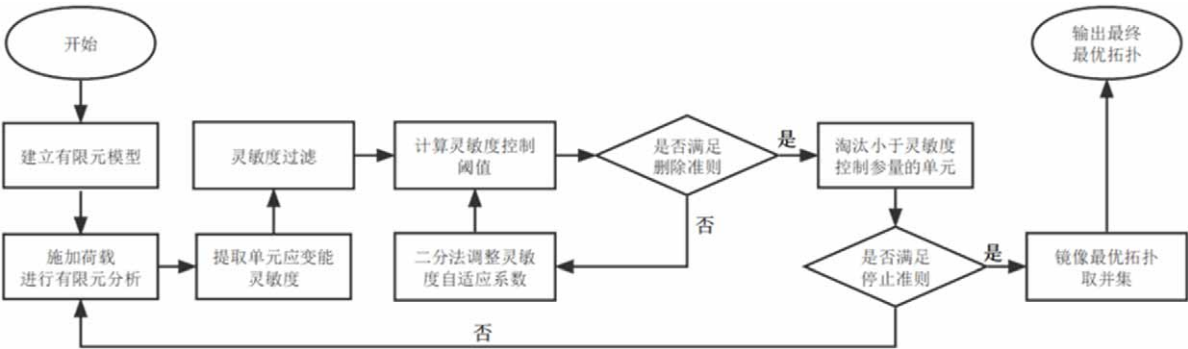 开始
建立有限元模型
施加荷载
进行有限元分析
提取单元应变能
灵敏度
灵敏度过滤
计算灵敏度控制
阈值
是否满足
删除准则
是
否
二分法调整灵敏
度自适应系数
淘汰小于灵敏度
控制参量的单元
是否满足
停止准则
是
否
镜像最优拓扑
取并集
输出最终
最优拓扑